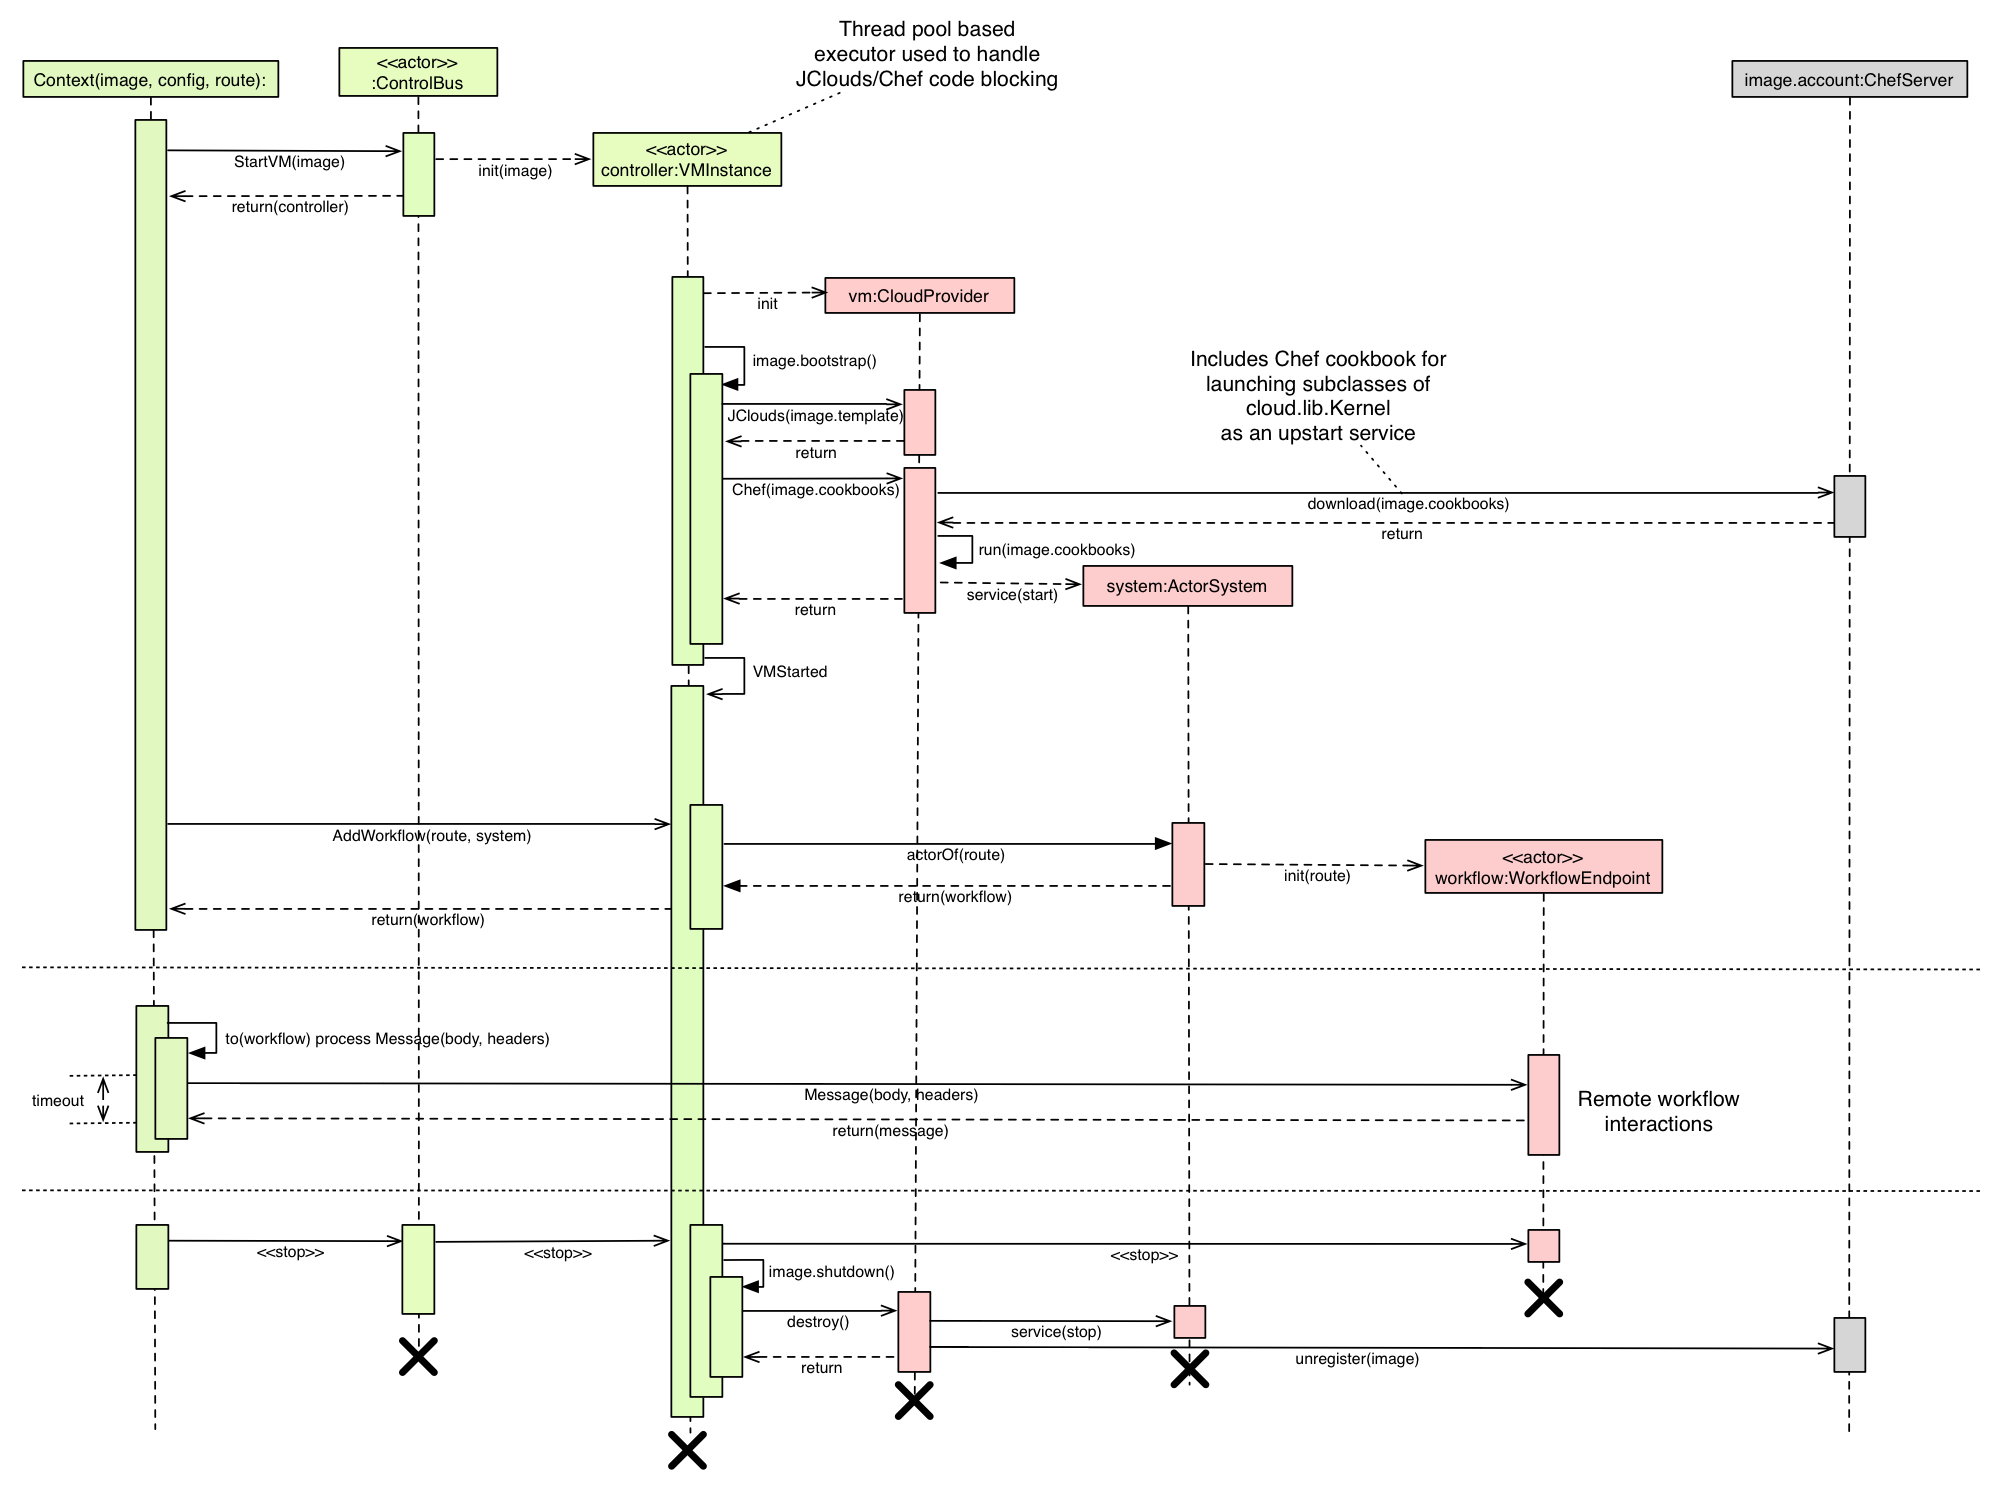 Thread pool based
executor used to handle
JClouds/Chef code blocking
Context(image, config, route):
<<actor>>
:ControlBus
image.account:ChefServer
<<actor>>
controller:VMInstance
StartVM(image)
init(image)
return(controller)
vm:CloudProvider
init
image.bootstrap()
Includes Chef cookbook for
launching subclasses of
cloud.lib.Kernel
as an upstart service
JClouds(image.template)
return
Chef(image.cookbooks)
download(image.cookbooks)
return
run(image.cookbooks)
system:ActorSystem
service(start)
return
VMStarted
AddWorkflow(route, system)
actorOf(route)
<<actor>>
workflow:WorkflowEndpoint
init(route)
return(workflow)
return(workflow)
to(workflow) process Message(body, headers)
timeout
Message(body, headers)
Remote workflow
interactions
return(message)
<<stop>>
<<stop>>
<<stop>>
image.shutdown()
destroy()
service(stop)
return
unregister(image)